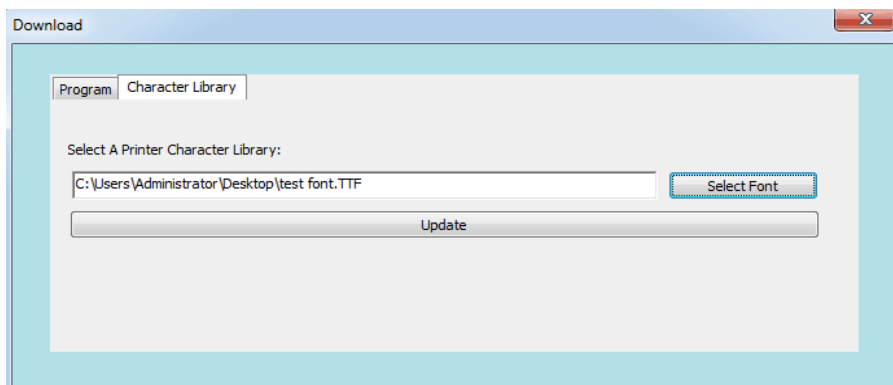 Download
Program Character Library
Select A Printer Character Library:
C:\Users\Administrator\Desktop\test font.TTF Select Font
Update